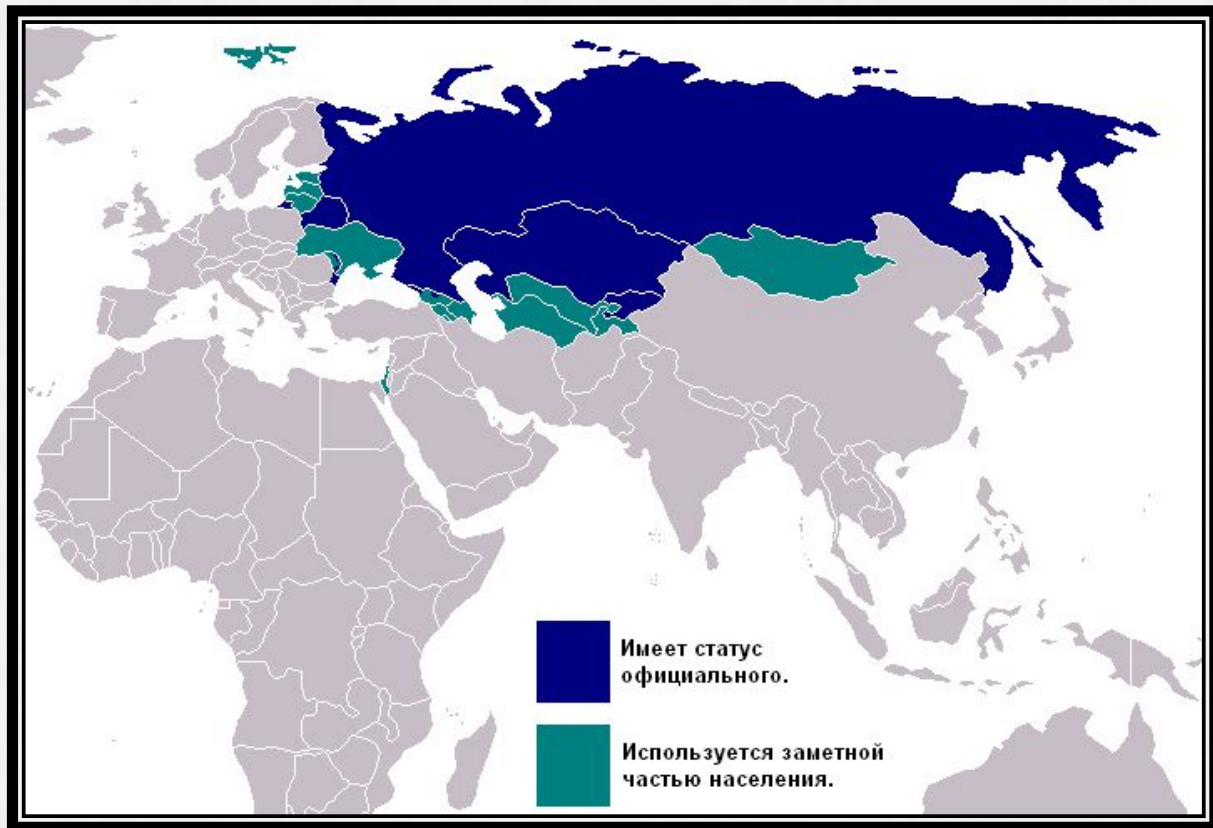 Имеет статус
официального.
Используется заметной
частью населения.